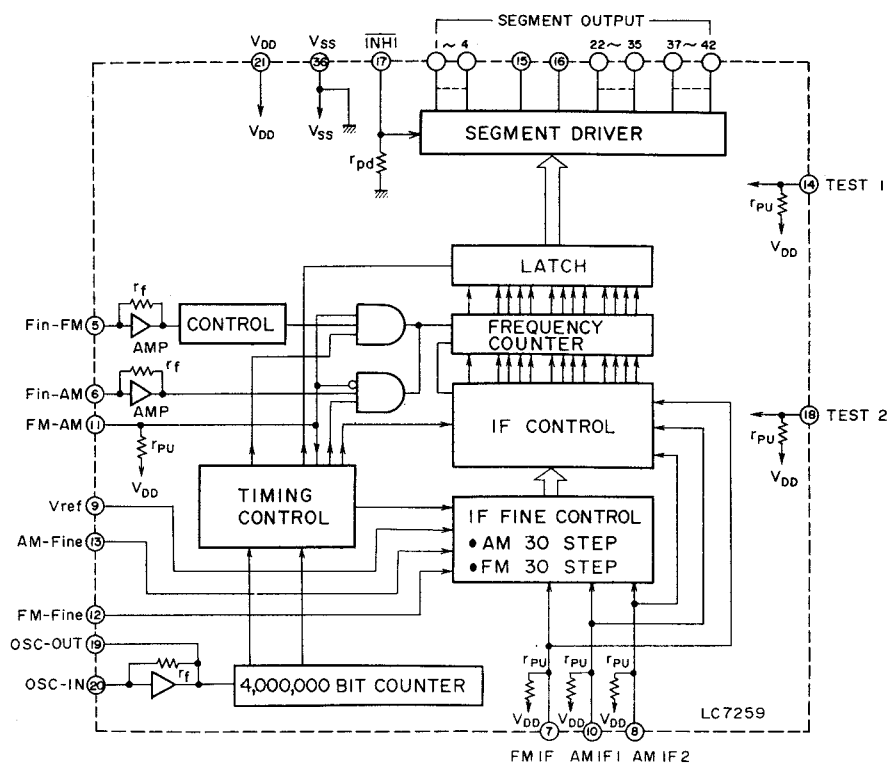 SEGMENT OUTPUT
VDD VSS INH1 1~4 22~35 37~42
21 36 17 15 16
VDD VSS
SEGMENT DRIVER
rpd
14 TEST 1
rPU
VDD
LATCH
rf
Fin-FM 5 CONTROL
AMP
FREQUENCY
COUNTER
rf
Fin-AM 6
AMP
FM-AM 11
rPU
VDD
IF CONTROL
18 TEST 2
rPU
VDD
TIMING
CONTROL
Vref 9
AM-Fine 13
IF FINE CONTROL
•AM 30 STEP
•FM 30 STEP
FM-Fine 12
OSC-OUT 19
rf
OSC-IN 20
4,000,000 BIT COUNTER
rPU rPU rPU
VDD VDD VDD
LC7259
7 10 8
FM IF AM IF1 AM IF2